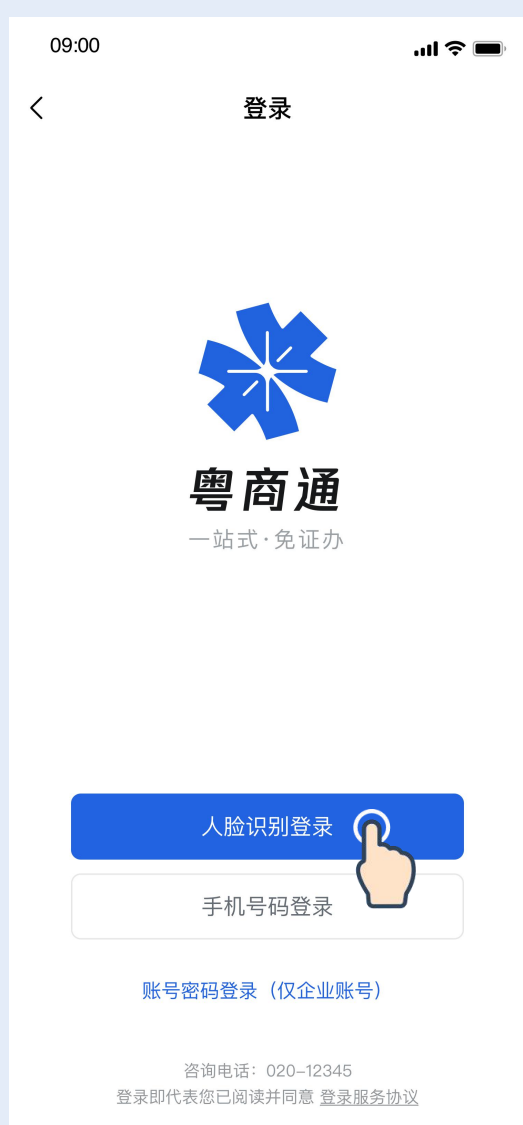 09:00
登录
粤商通
一站式·免证办
人脸识别登录
手机号码登录
账号密码登录（仅企业账号）
咨询电话：020-12345
登录即代表您已阅读并同意 登录服务协议